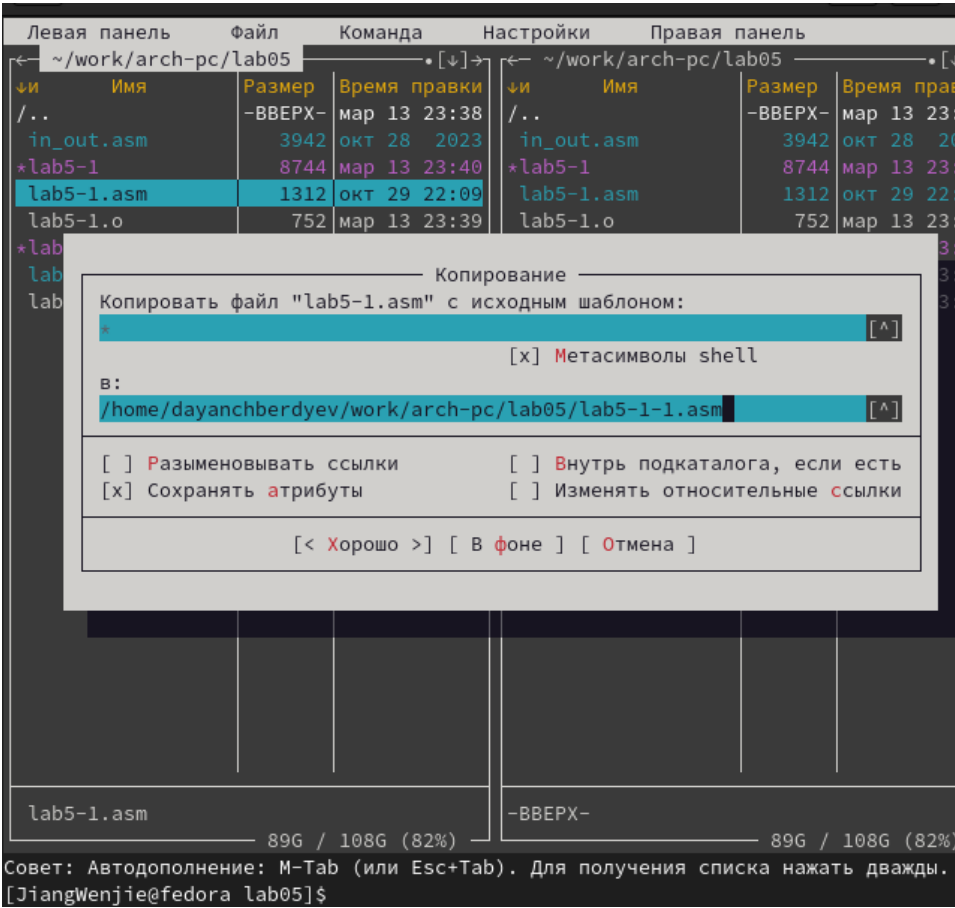 Левая панель Файл Команда Настройки Правая панель
~/work/arch-pc/lab05 [↓] ~/work/arch-pc/lab05
↓и Имя Размер Время правки ↓и Имя Размер Время прав
/.. -ВВЕРХ- мар 13 23:38 /.. -ВВЕРХ- мар 13 23:
in_out.asm 3942 окт 28 2023 in_out.asm 3942 окт 28 20
*lab5-1 8744 мар 13 23:40 *lab5-1 8744 мар 13 23:
lab5-1.asm 1312 окт 29 22:09 lab5-1.asm 1312 окт 29 22:
lab5-1.o 752 мар 13 23:39 lab5-1.o 752 мар 13 23:
*lab
lab
lab
Копирование
Копировать файл "lab5-1.asm" с исходным шаблоном:
* [^]
[x] Метасимволы shell
в:
/home/dayanchberdyev/work/arch-pc/lab05/lab5-1-1.asm [^]
[ ] Разыменовывать ссылки [ ] Внутрь подкаталога, если есть
[x] Сохранять атрибуты [ ] Изменять относительные ссылки
[< Хорошо >] [ В фоне ] [ Отмена ]
lab5-1.asm -ВВЕРХ-
89G / 108G (82%) 89G / 108G (82%)
Совет: Автодополнение: M-Tab (или Esc+Tab). Для получения списка нажать дважды.
[JiangWenjie@fedora lab05]$